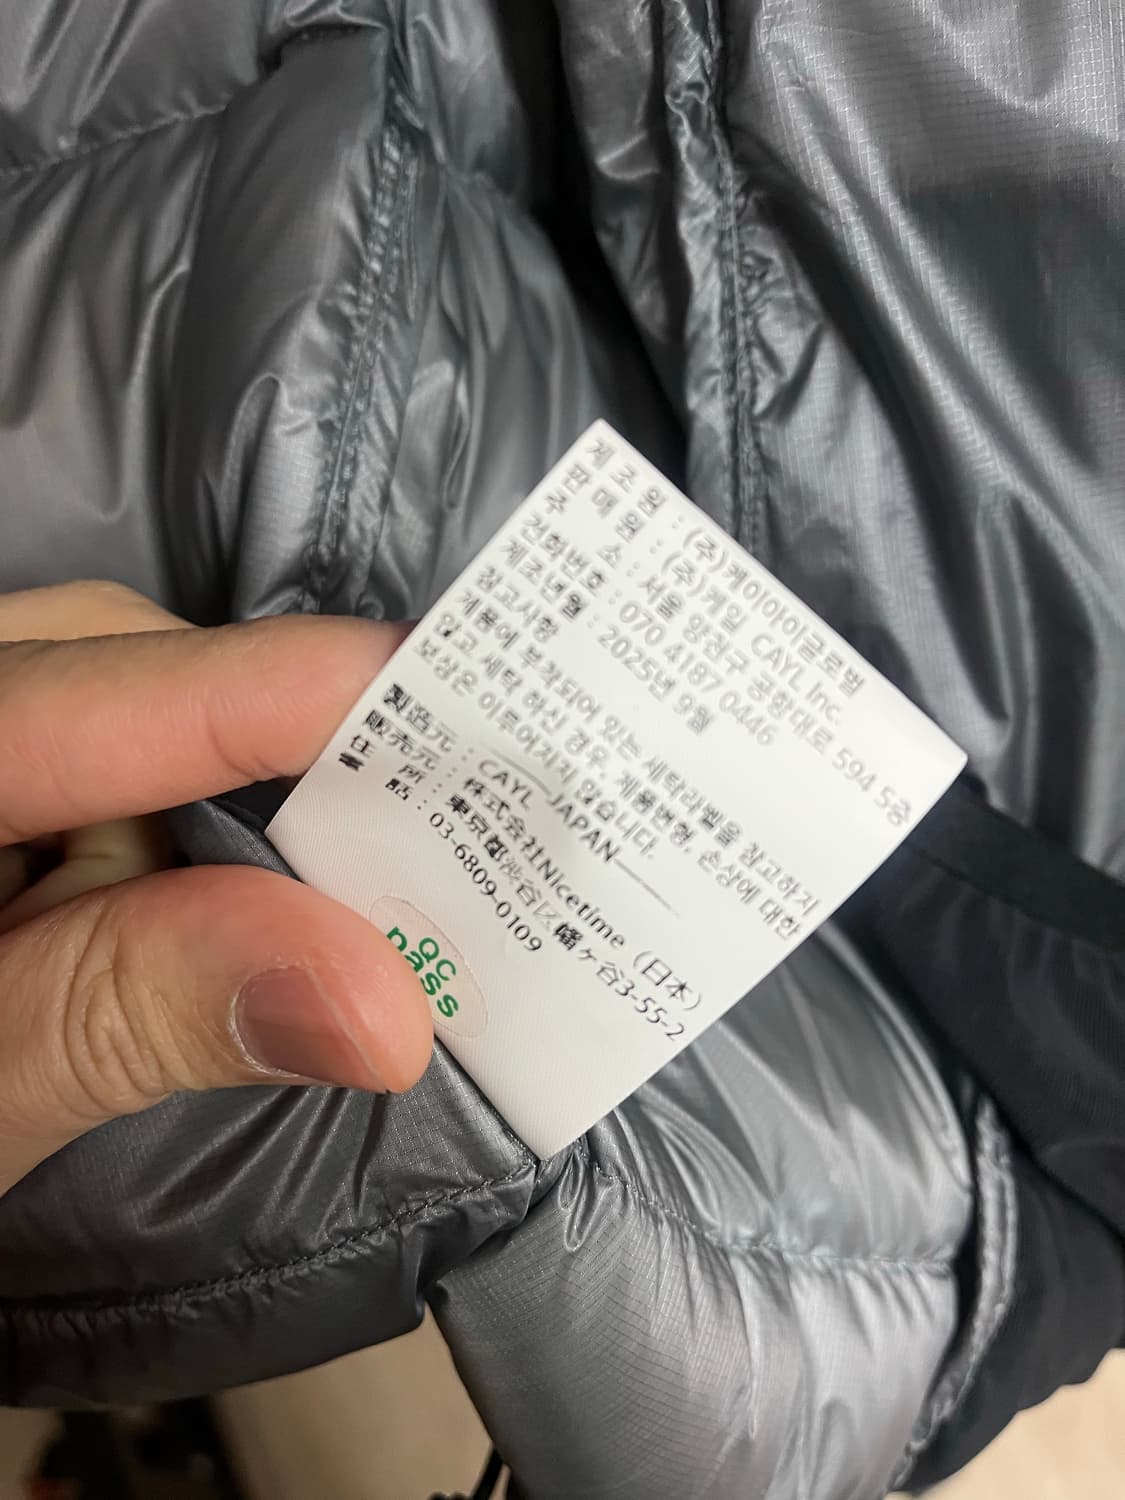 제 조 원 : (주)케이아이글로벌
판 매 원 : (주)케일 CAYL Inc.
주 소 : 서울 양천구 공항대로 594 5층
전화번호 : 070 4187 0446
제조년월 : 2025년 9월
참고사항
제품에 부착되어 있는 세탁라벨을 참고하지
않고 세탁 하신 경우, 제품변형, 손상에 대한
보상은 이루어지지 않습니다.
JAPAN
製造元 : CAYL
販売元 : 株式会社Nicetime (日本)
住 所 : 東京都渋谷区幡ヶ谷3-55-2
電 話 : 03-6809-0109
QC
pass